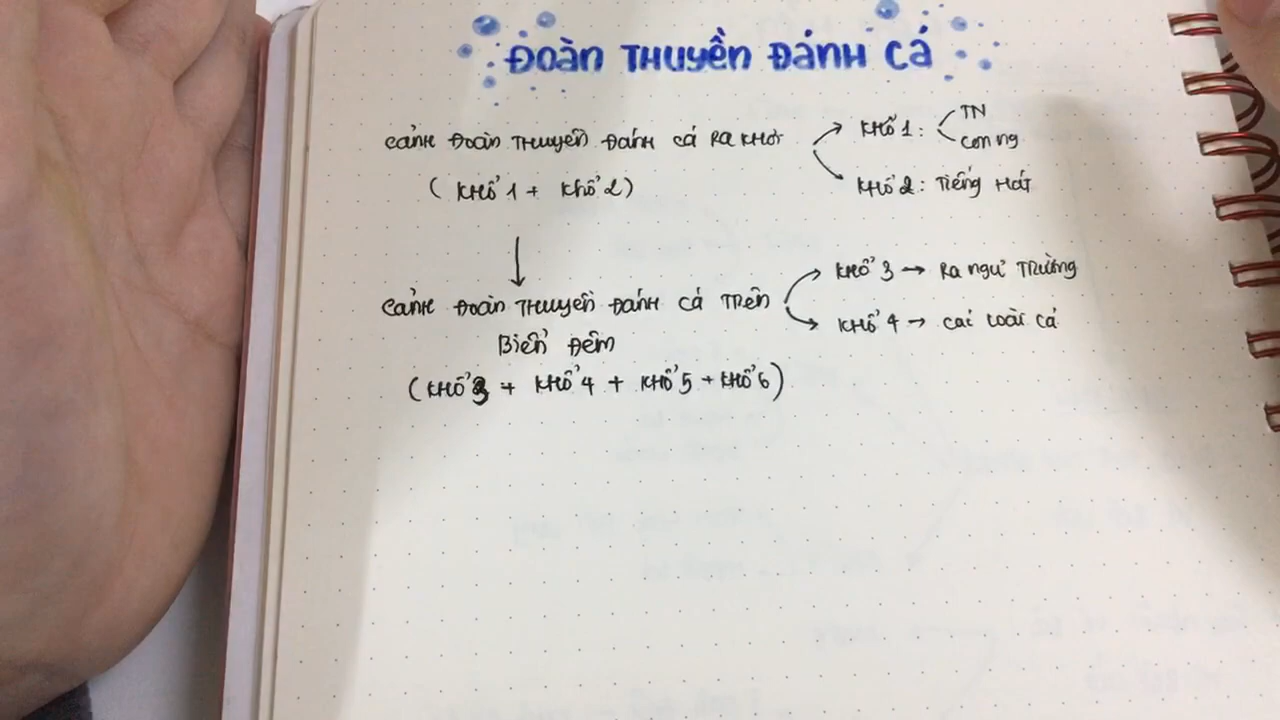 ĐOÀN THUYỀN ĐÁNH CÁ
CẢNH ĐOÀN THUYỀN ĐÁNH CÁ RA KHƠI
KHỔ 1 :
TN
Con ng
( KHỔ 1 + KHỔ 2 )
KHỔ 2 : TIẾNG HÁT
CẢNH ĐOÀN THUYỀN ĐÁNH CÁ TRÊN
BIỂN ĐÊM
KHỔ 3 → RA NGƯ TRƯỜNG
KHỔ 4 → CÁC LOÀI CÁ
( KHỔ 3 + KHỔ 4 + KHỔ 5 + KHỔ 6 )